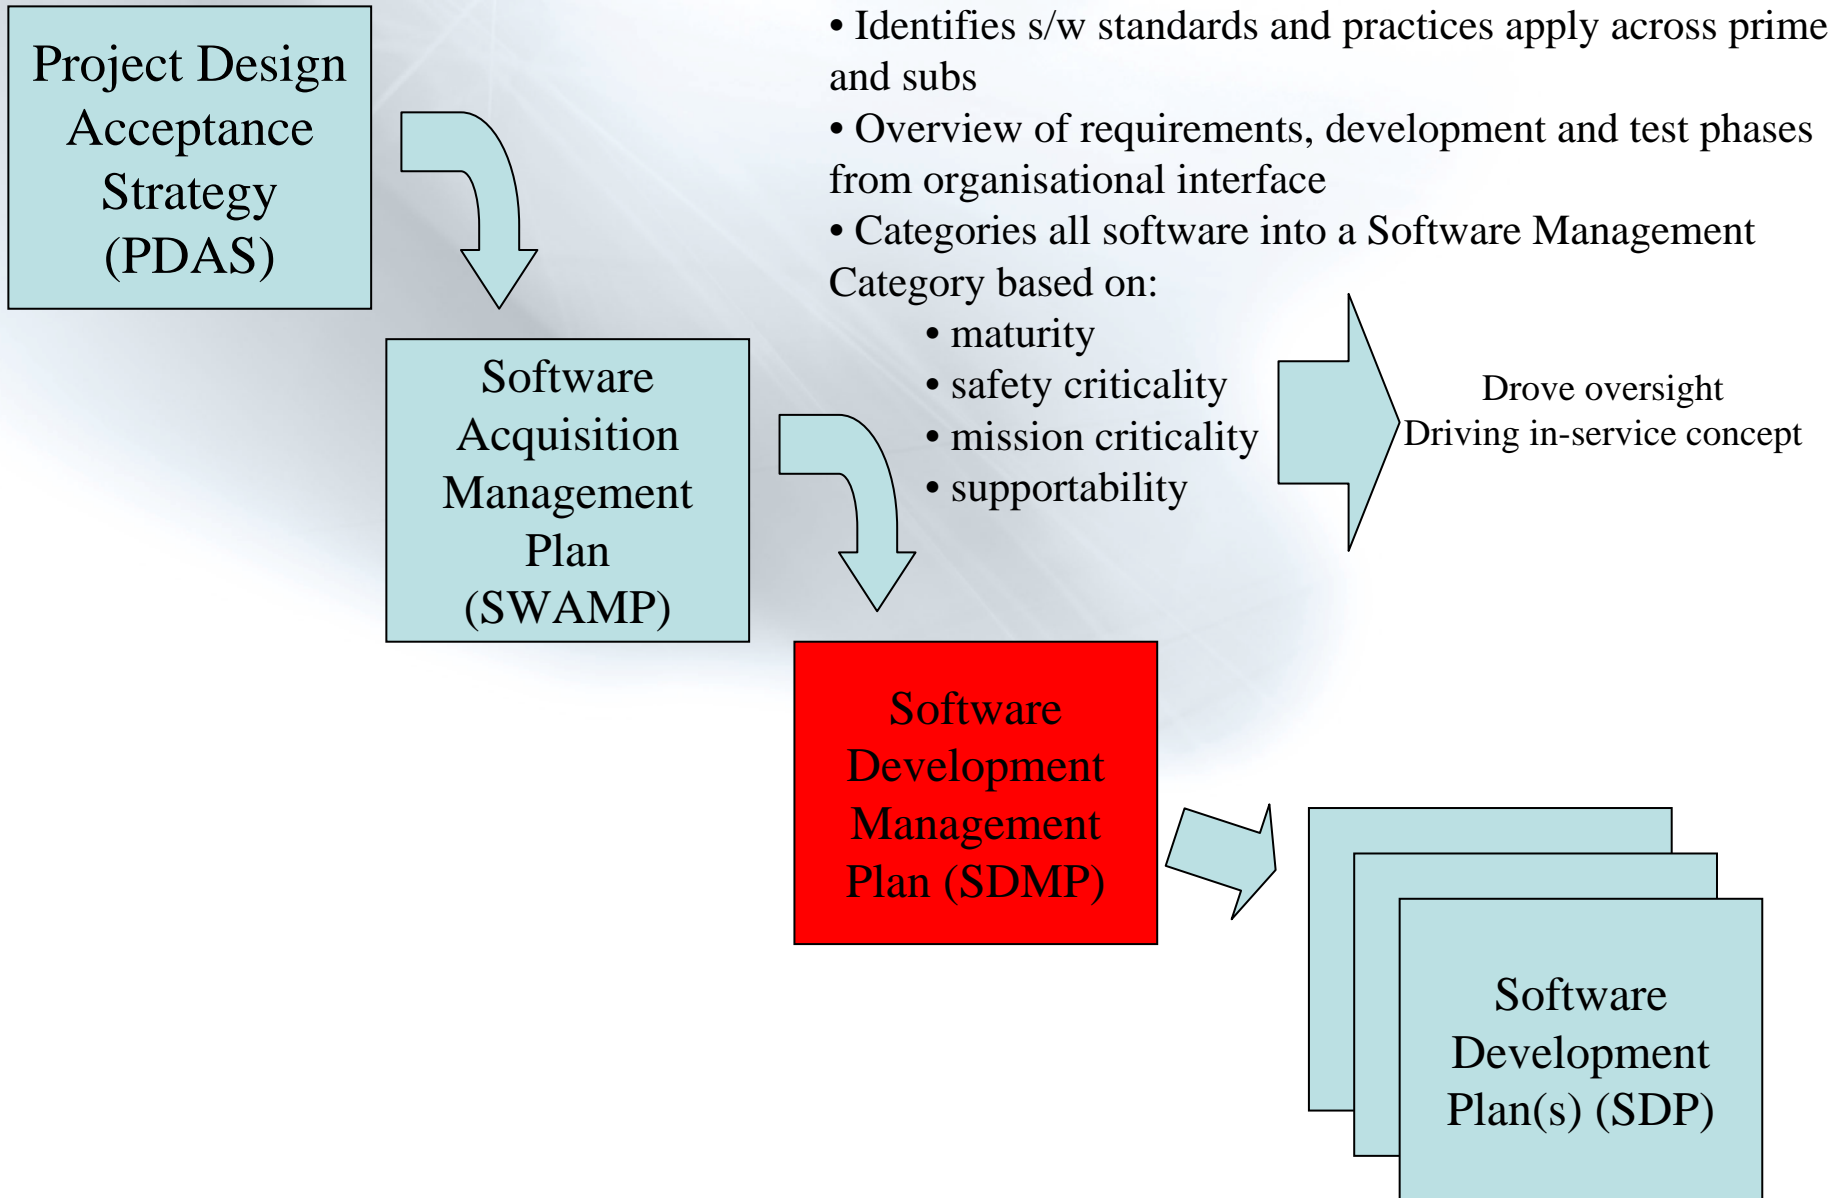 Project Design
Acceptance
Strategy
(PDAS)
• Identifies s/w standards and practices apply across prime
and subs
• Overview of requirements, development and test phases
from organisational interface
• Categories all software into a Software Management
Category based on:
• maturity
• safety criticality
• mission criticality
• supportability
Drove oversight
Driving in-service concept
Software
Acquisition
Management
Plan
(SWAMP)
Software
Development
Management
Plan (SDMP)
Software
Development
Plan(s) (SDP)